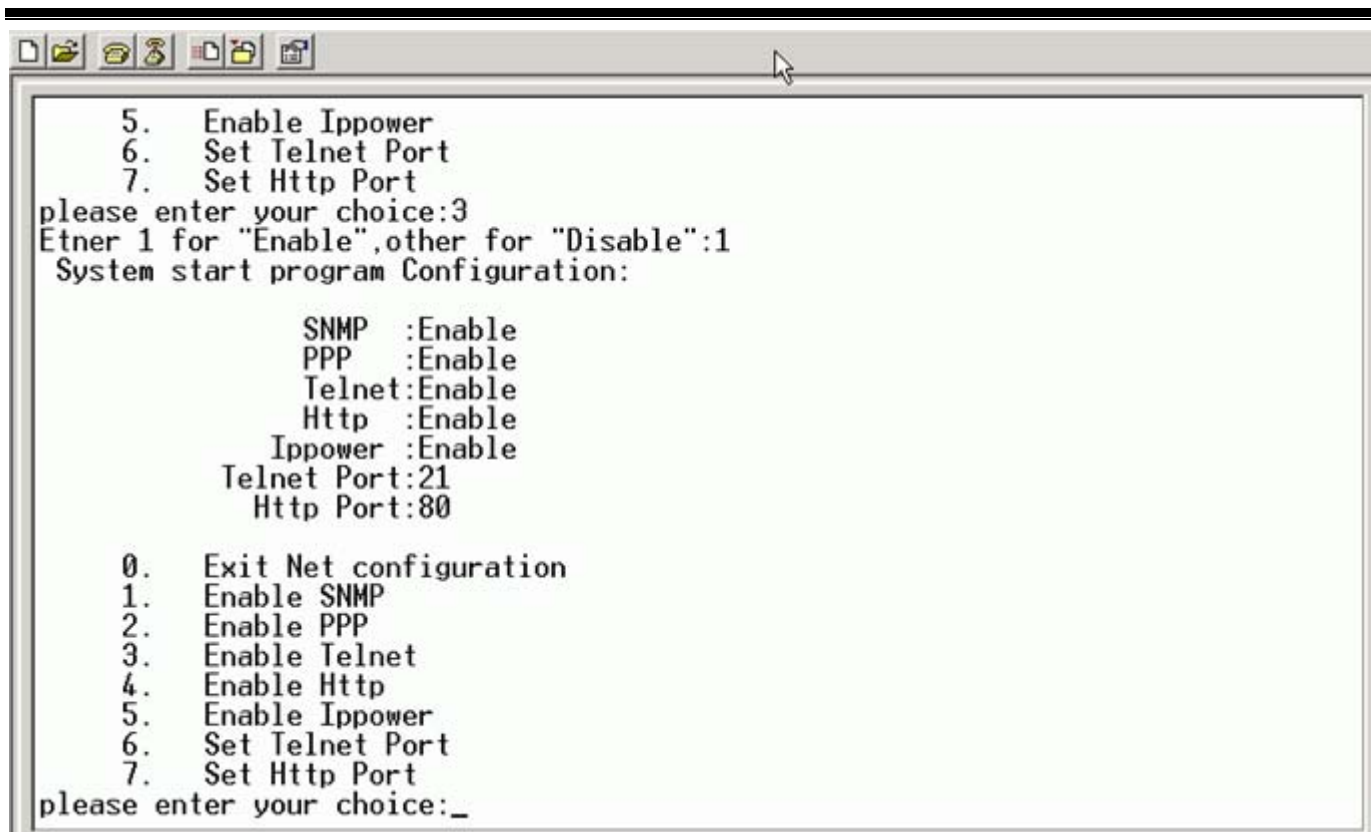 5. Enable Ippower
6. Set Telnet Port
7. Set Http Port
please enter your choice:3
Etner 1 for "Enable",other for "Disable":1
System start program Configuration:
SNMP :Enable
PPP :Enable
Telnet:Enable
Http :Enable
Ippower :Enable
Telnet Port:21
Http Port:80
0. Exit Net configuration
1. Enable SNMP
2. Enable PPP
3. Enable Telnet
4. Enable Http
5. Enable Ippower
6. Set Telnet Port
7. Set Http Port
please enter your choice:_